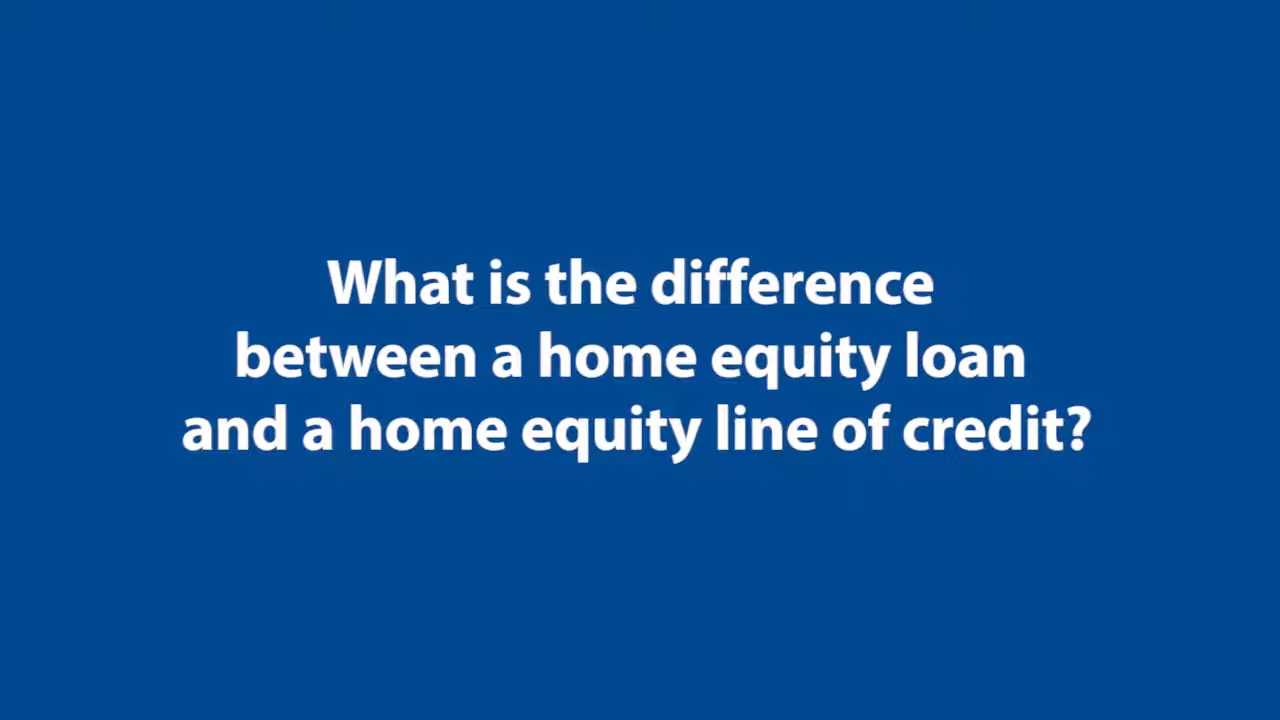 What is the difference
between a home equity loan
and a home equity line of credit?